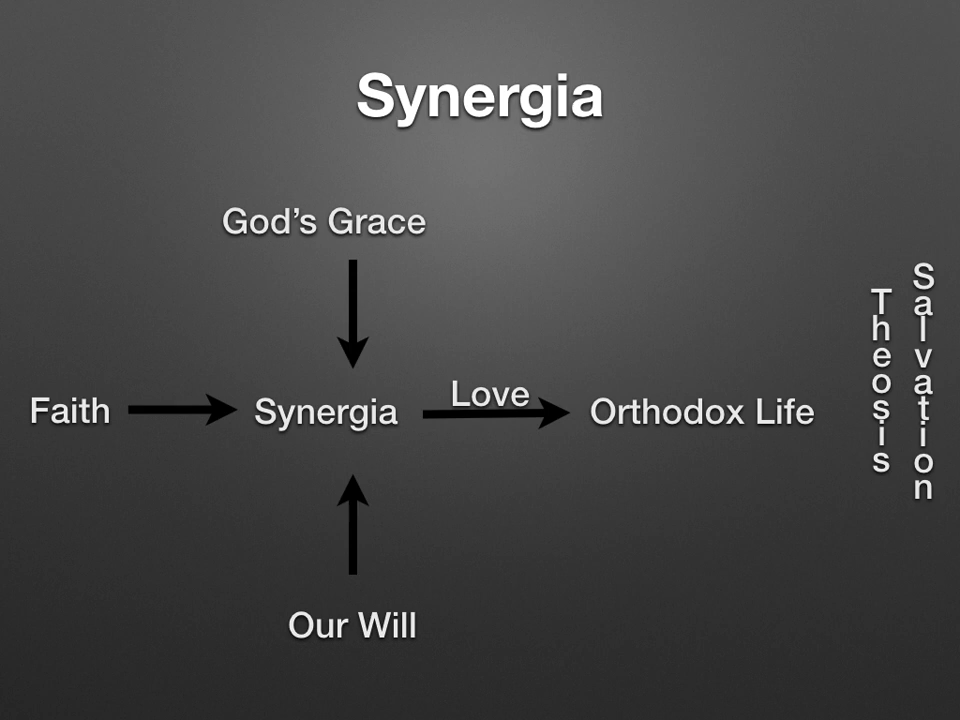 Synergia
God's Grace
Faith
Synergia
Love
Orthodox Life
Our Will
Theosis
Salvation